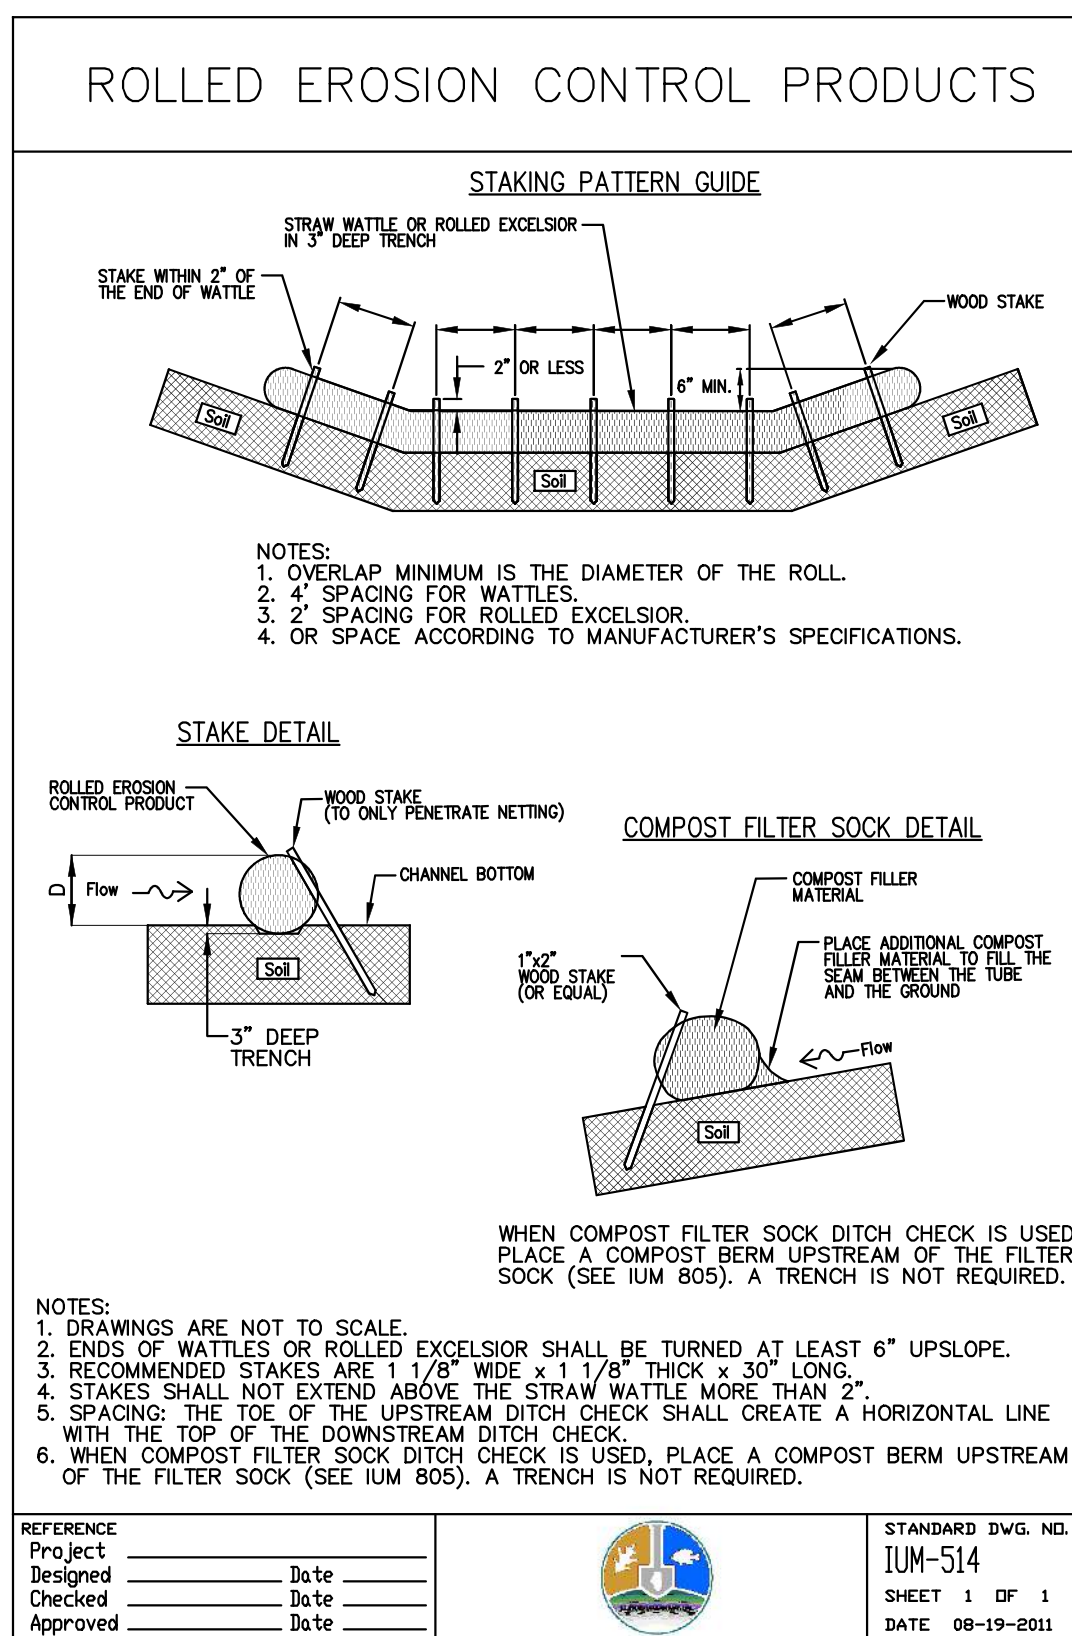 ROLLED EROSION CONTROL PRODUCTS
STAKING PATTERN GUIDE
STRAW WATTLE OR ROLLED EXCELSIOR
IN 3" DEEP TRENCH
STAKE WITHIN 2" OF
THE END OF WATTLE
WOOD STAKE
2" OR LESS
6" MIN.
Soil
Soil
Soil
NOTES:
1. OVERLAP MINIMUM IS THE DIAMETER OF THE ROLL.
2. 4' SPACING FOR WATTLES.
3. 2' SPACING FOR ROLLED EXCELSIOR.
4. OR SPACE ACCORDING TO MANUFACTURER'S SPECIFICATIONS.
STAKE DETAIL
ROLLED EROSION
CONTROL PRODUCT
WOOD STAKE
(TO ONLY PENETRATE NETTING)
D
Flow
CHANNEL BOTTOM
Soil
3" DEEP
TRENCH
COMPOST FILTER SOCK DETAIL
COMPOST FILLER
MATERIAL
1"x2"
WOOD STAKE
(OR EQUAL)
PLACE ADDITIONAL COMPOST
FILLER MATERIAL TO FILL THE
SEAM BETWEEN THE TUBE
AND THE GROUND
Flow
Soil
WHEN COMPOST FILTER SOCK DITCH CHECK IS USED
PLACE A COMPOST BERM UPSTREAM OF THE FILTER
SOCK (SEE IUM 805). A TRENCH IS NOT REQUIRED.
NOTES:
1. DRAWINGS ARE NOT TO SCALE.
2. ENDS OF WATTLES OR ROLLED EXCELSIOR SHALL BE TURNED AT LEAST 6" UPSLOPE.
3. RECOMMENDED STAKES ARE 1 1/8" WIDE x 1 1/8" THICK x 30" LONG.
4. STAKES SHALL NOT EXTEND ABOVE THE STRAW WATTLE MORE THAN 2".
5. SPACING: THE TOE OF THE UPSTREAM DITCH CHECK SHALL CREATE A HORIZONTAL LINE
WITH THE TOP OF THE DOWNSTREAM DITCH CHECK.
6. WHEN COMPOST FILTER SOCK DITCH CHECK IS USED, PLACE A COMPOST BERM UPSTREAM
OF THE FILTER SOCK (SEE IUM 805). A TRENCH IS NOT REQUIRED.
REFERENCE
Project
Designed Date
Checked Date
Approved Date
STANDARD DWG. NO.
IUM-514
SHEET 1 OF 1
DATE 08-19-2011